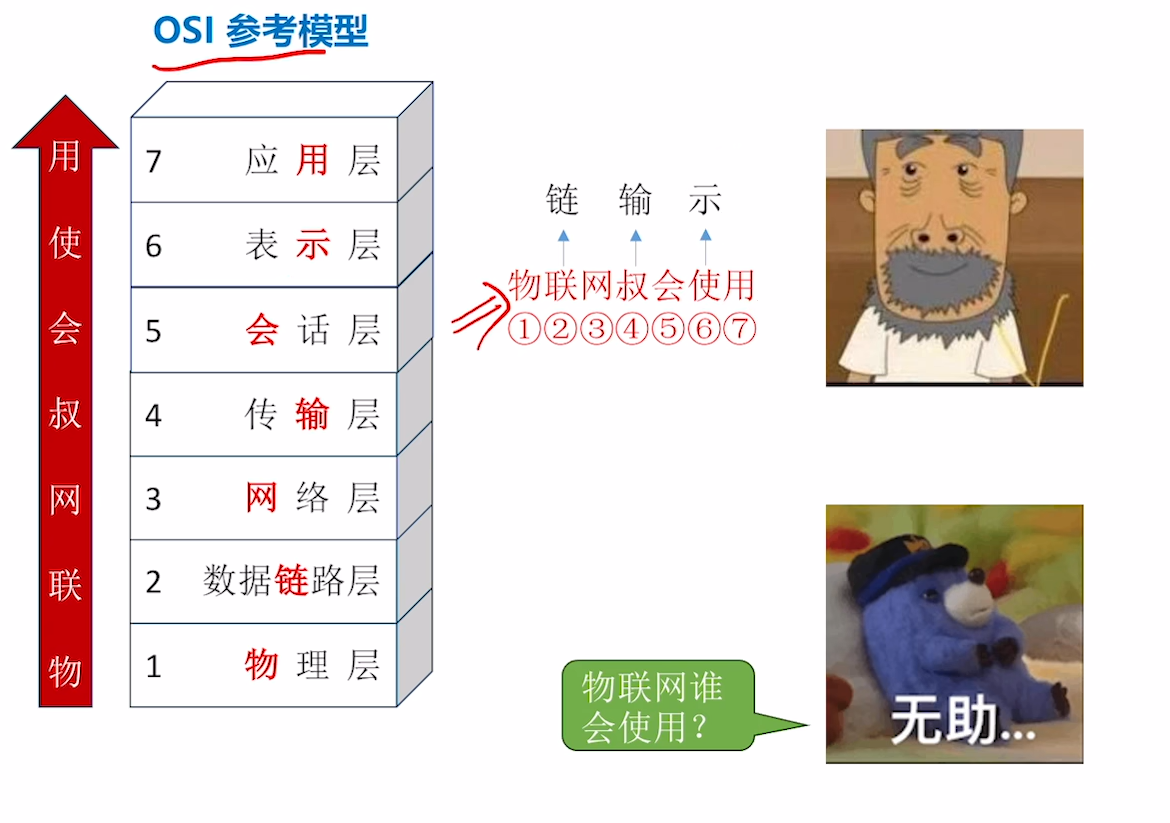 OSI 参考模型
用
使
会
叔
网
联
物
7 应用层
6 表示层
5 会话层
4 传输层
3 网络层
2 数据链路层
1 物理层
链 输 示
物联网叔会使用
①②③④⑤⑥⑦
物联网谁
会使用？
无助...